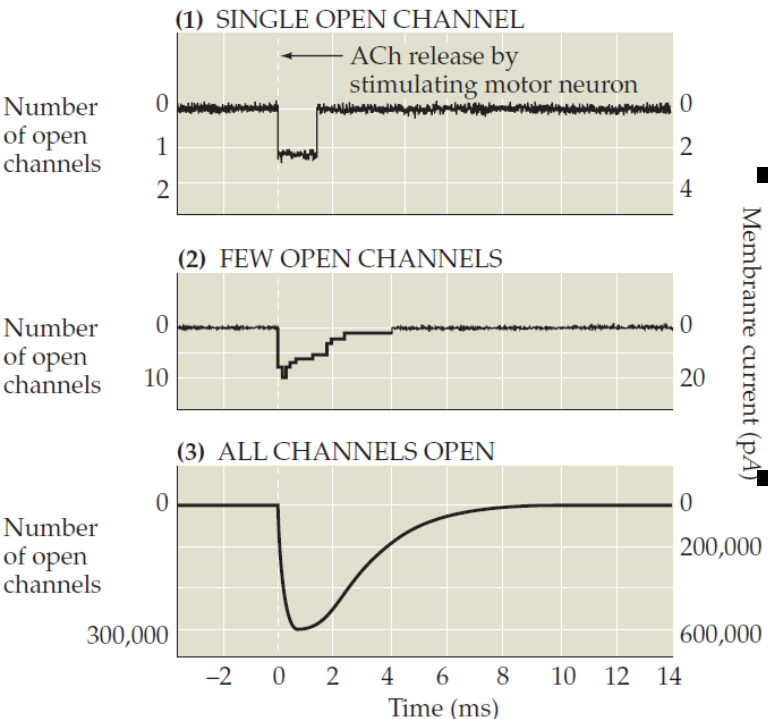 (1) SINGLE OPEN CHANNEL
ACh release by
stimulating motor neuron
Number
of open
channels
0
1
2
0
2
4
(2) FEW OPEN CHANNELS
Number
of open
channels
0
10
0
20
Membranre current (pA)
(3) ALL CHANNELS OPEN
Number
of open
channels
0
300,000
0
200,000
600,000
–2 0 2 4 6 8 10 12 14
Time (ms)